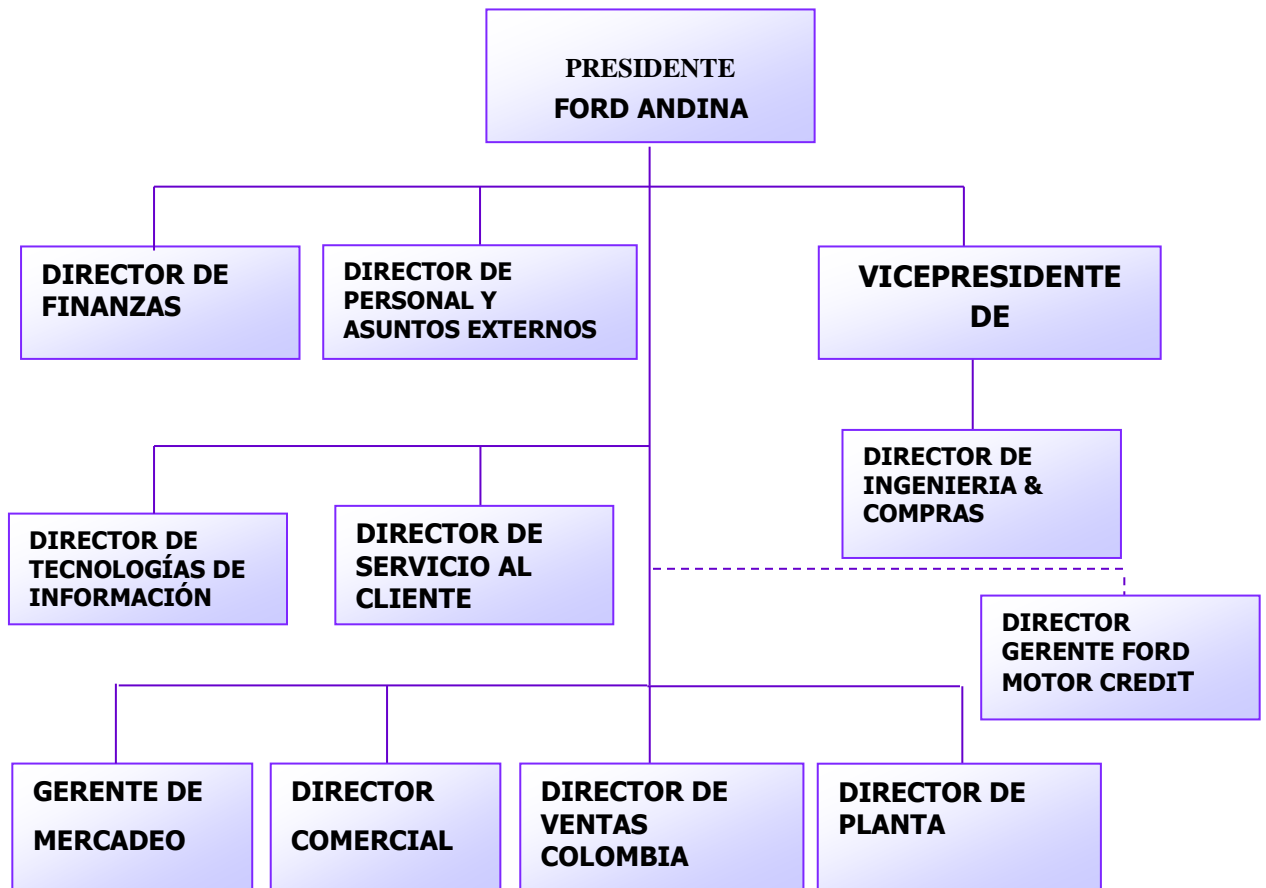 PRESIDENTE
FORD ANDINA
DIRECTOR DE
FINANZAS
DIRECTOR DE
PERSONAL Y
ASUNTOS EXTERNOS
VICEPRESIDENTE
DE
DIRECTOR DE
INGENIERIA &
COMPRAS
DIRECTOR DE
TECNOLOGÍAS DE
INFORMACIÓN
DIRECTOR DE
SERVICIO AL
CLIENTE
DIRECTOR
GERENTE FORD
MOTOR CREDIT
GERENTE DE
MERCADEO
DIRECTOR
COMERCIAL
DIRECTOR DE
VENTAS
COLOMBIA
DIRECTOR DE
PLANTA